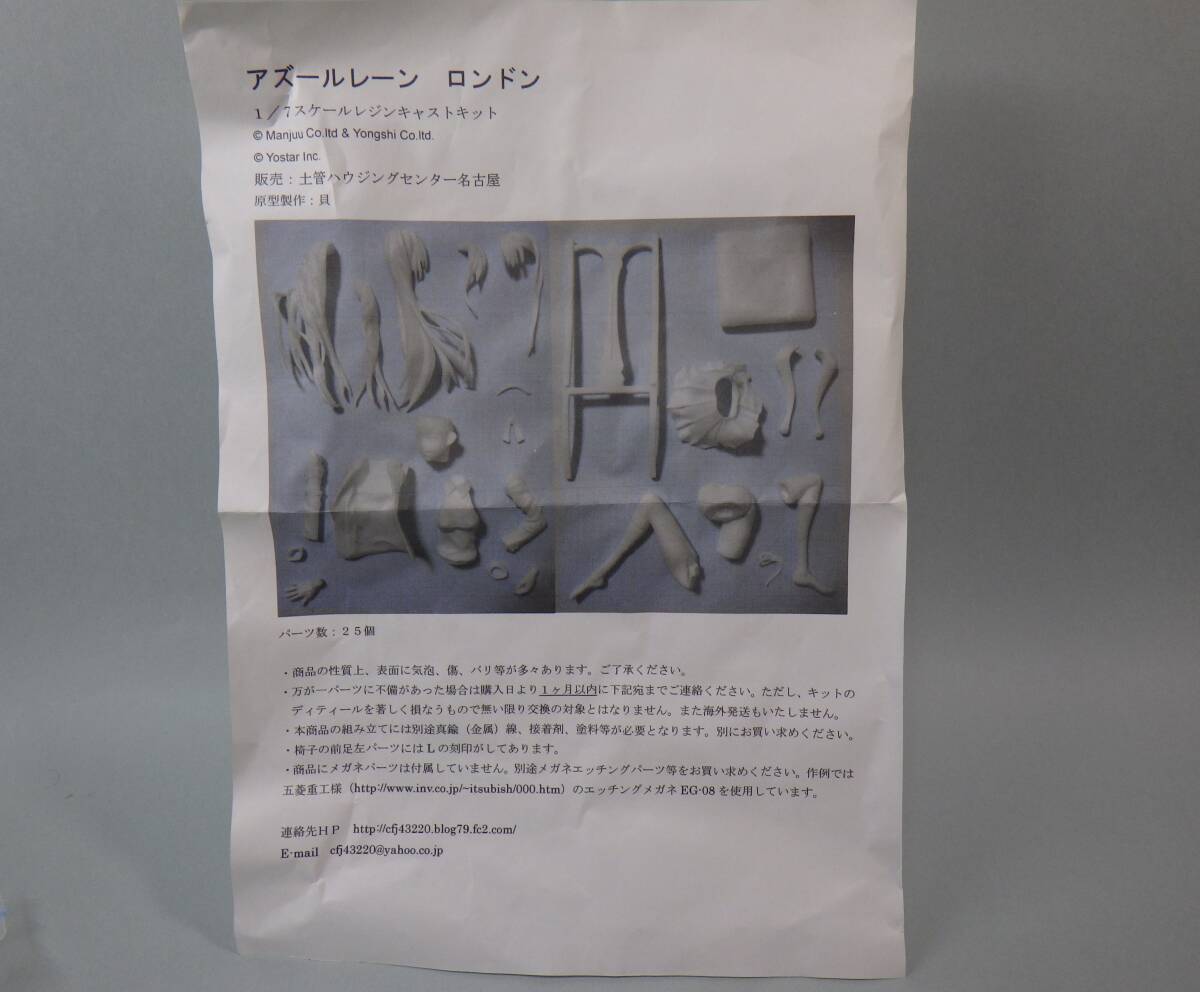 アズールレーン　ロンドン
１／７スケールレジンキャストキット
© Manjuu Co.ltd & Yongshi Co.ltd.
© Yostar Inc.
販売：土管ハウジングセンター名古屋
原型製作：貝
パーツ数：２５個
・商品の性質上、表面に気泡、傷、バリ等が多々あります。ご了承ください。
・万が一パーツに不備があった場合は購入日より１ヶ月以内に下記宛までご連絡ください。ただし、キットの
ディティールを著しく損なうもので無い限り交換の対象とはなりません。また海外発送もいたしません。
・本商品の組み立てには別途真鍮（金属）線、接着剤、塗料等が必要となります。別にお買い求めください。
・椅子の前足左パーツにはＬの刻印がしてあります。
・商品にメガネパーツは付属していません。別途メガネエッチングパーツ等をお買い求めください。作例では
五菱重工様（http://www.inv.co.jp/~itsubish/000.htm）のエッチングメガネ EG-08 を使用しています。
連絡先ＨＰ　http://cfj43220.blog79.fc2.com/
E-mail　cfj43220@yahoo.co.jp